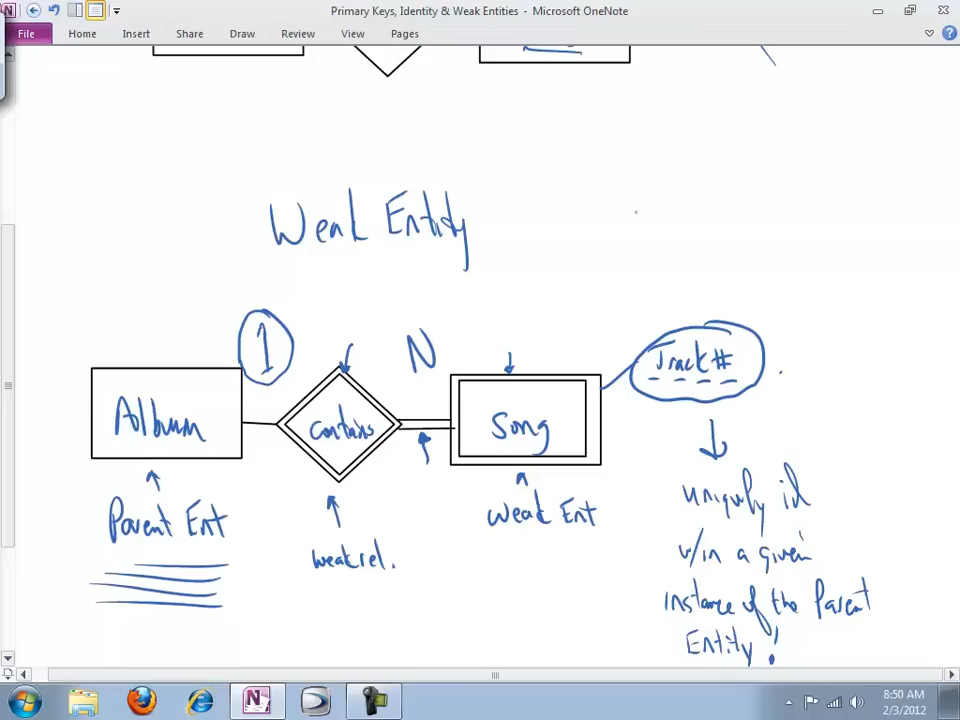 Primary Keys, Identity & Weak Entities - Microsoft OneNote
File Home Insert Share Draw Review View Pages
Weak Entity
1 N Track#
Album contains Song
Parent Ent weak rel. Weak Ent
uniquely id
w/in a given
instance of the Parent
Entity!
8:50 AM
2/3/2012